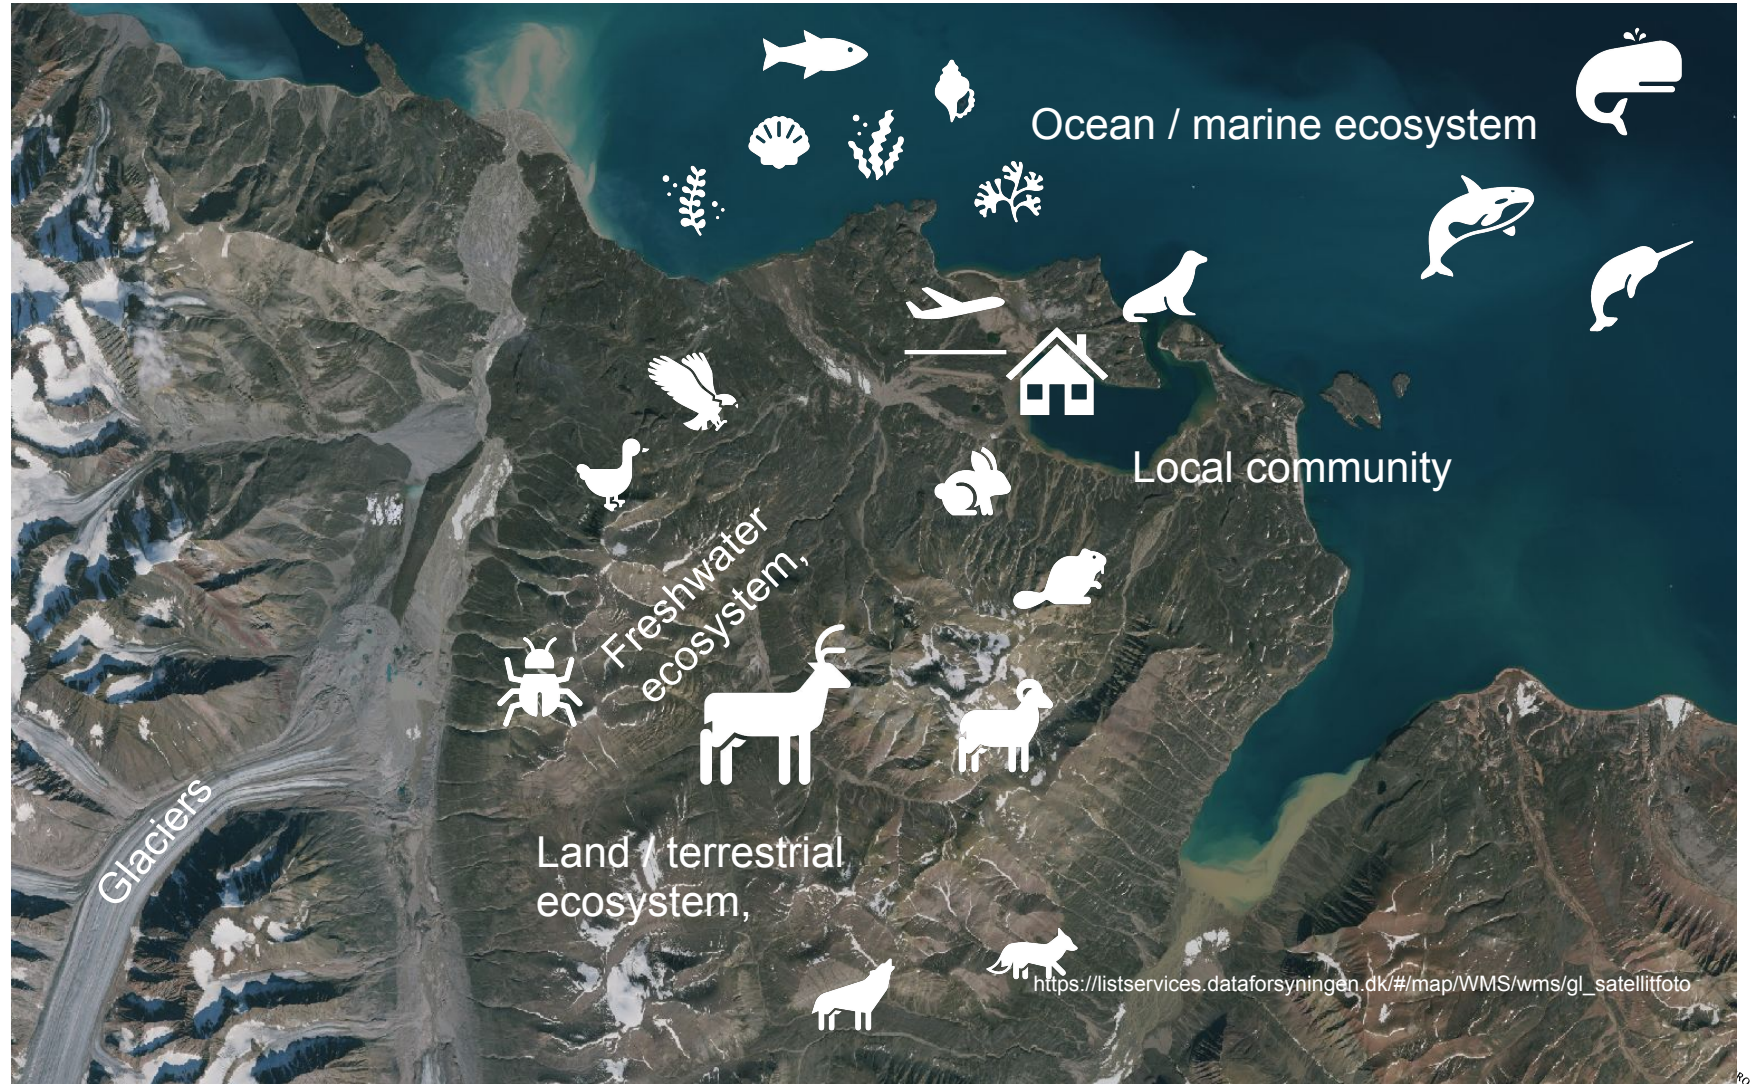 Ocean / marine ecosystem
Local community
Freshwater
ecosystem,
Glaciers
Land / terrestrial
ecosystem,
https://listservices.dataforsyningen.dk/#/map/WMS/wms/gl_satellitfoto